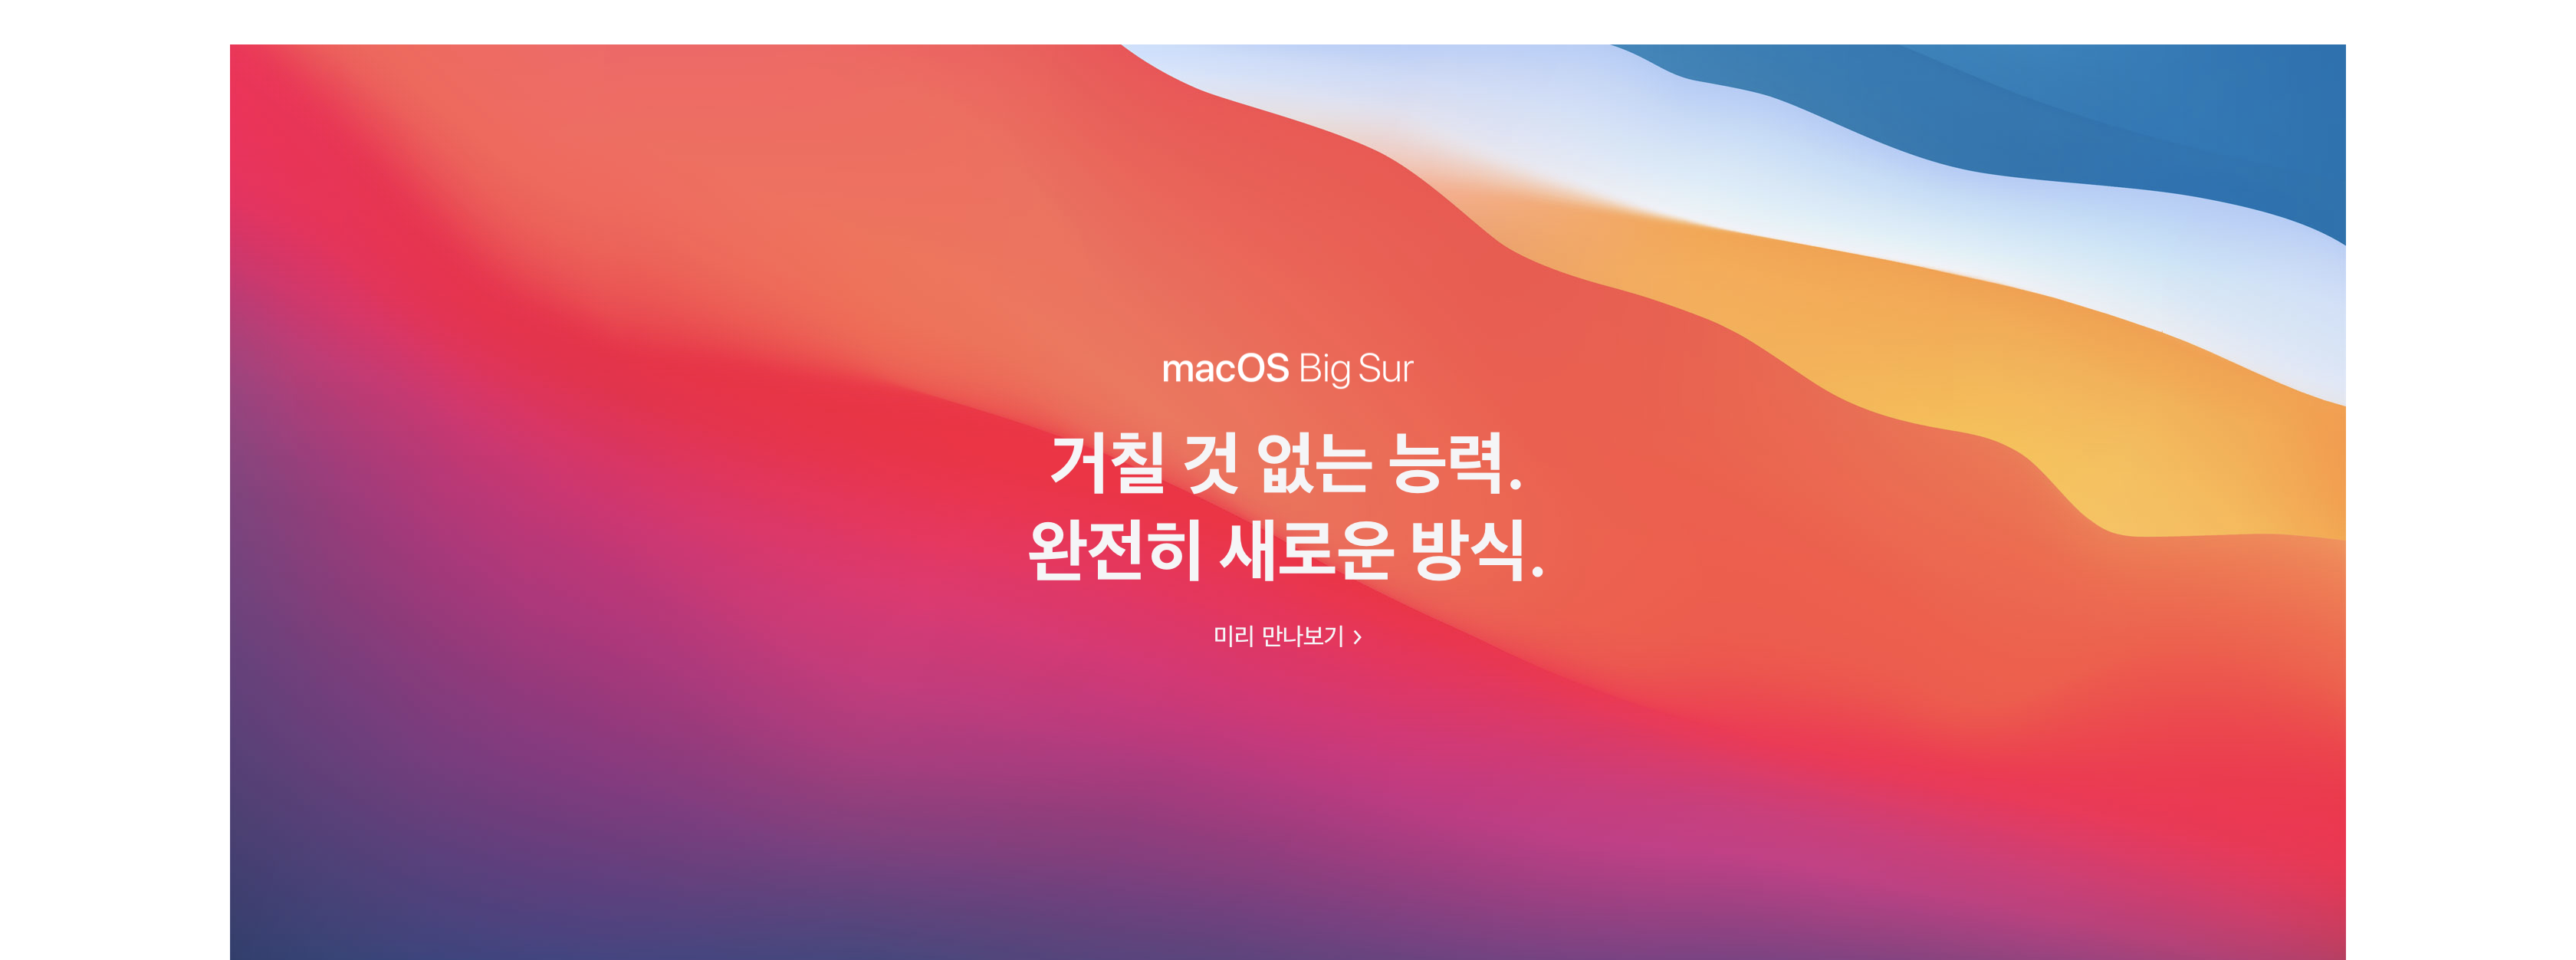 macOS Big Sur
거칠 것 없는 능력.
완전히 새로운 방식.
미리 만나보기 >